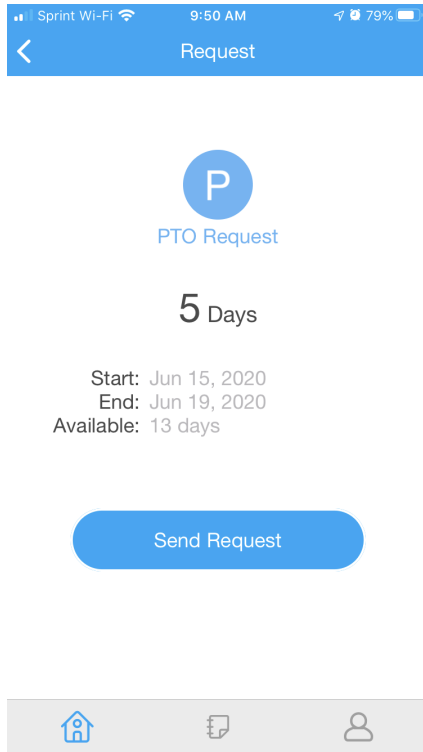 Sprint Wi-Fi 9:50 AM 79%
Request
P
PTO Request
5 Days
Start: Jun 15, 2020
End: Jun 19, 2020
Available: 13 days
Send Request